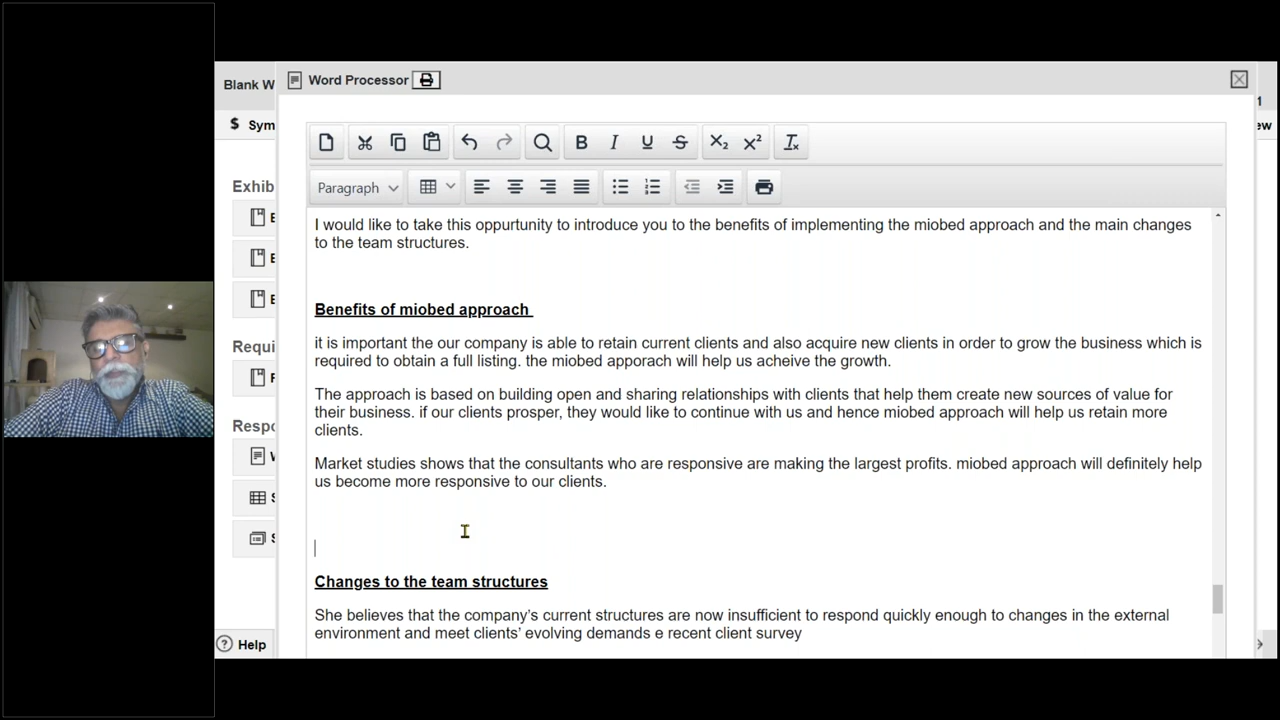 Blank W
Word Processor
1
$ Sym
ew
B I U S X₂ X² Ix
Paragraph
Exhib
E
E
E
Requi
F
Respo
W
S
S
Help
I would like to take this oppurtunity to introduce you to the benefits of implementing the miobed approach and the main changes
to the team structures.
Benefits of miobed approach
it is important the our company is able to retain current clients and also acquire new clients in order to grow the business which is
required to obtain a full listing. the miobed apporach will help us acheive the growth.
The approach is based on building open and sharing relationships with clients that help them create new sources of value for
their business. if our clients prosper, they would like to continue with us and hence miobed approach will help us retain more
clients.
Market studies shows that the consultants who are responsive are making the largest profits. miobed approach will definitely help
us become more responsive to our clients.
Changes to the team structures
She believes that the company’s current structures are now insufficient to respond quickly enough to changes in the external
environment and meet clients’ evolving demands e recent client survey